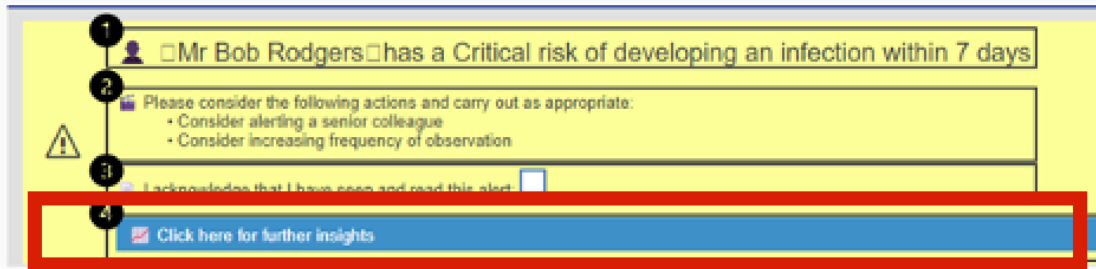 1
□Mr Bob Rodgers□has a Critical risk of developing an infection within 7 days
2
Please consider the following actions and carry out as appropriate:
• Consider alerting a senior colleague
• Consider increasing frequency of observation
3
I acknowledge that I have seen and read this alert:
4
Click here for further insights